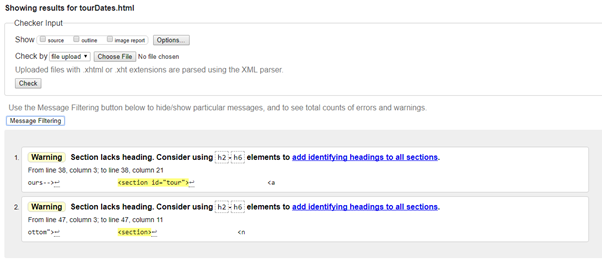 Showing results for tourDates.html
Checker Input
Show source outline image report Options...
Check by file upload Choose File No file chosen
Uploaded files with .xhtml or .xht extensions are parsed using the XML parser.
Check
Use the Message Filtering button below to hide/show particular messages, and to see total counts of errors and warnings.
Message Filtering
1. Warning Section lacks heading. Consider using h2-h6 elements to add identifying headings to all sections.
From line 38, column 3; to line 38, column 21
ours-->↩ <section id="tour">↩ <a
2. Warning Section lacks heading. Consider using h2-h6 elements to add identifying headings to all sections.
From line 47, column 3; to line 47, column 11
ottom">↩ <section>↩ <n